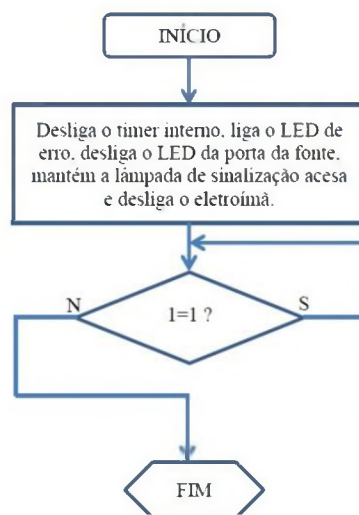 INÍCIO
Desliga o timer interno, liga o LED de
erro, desliga o LED da porta da fonte,
mantém a lâmpada de sinalização acesa
e desliga o eletroímã.
N
1=1 ?
S
FIM